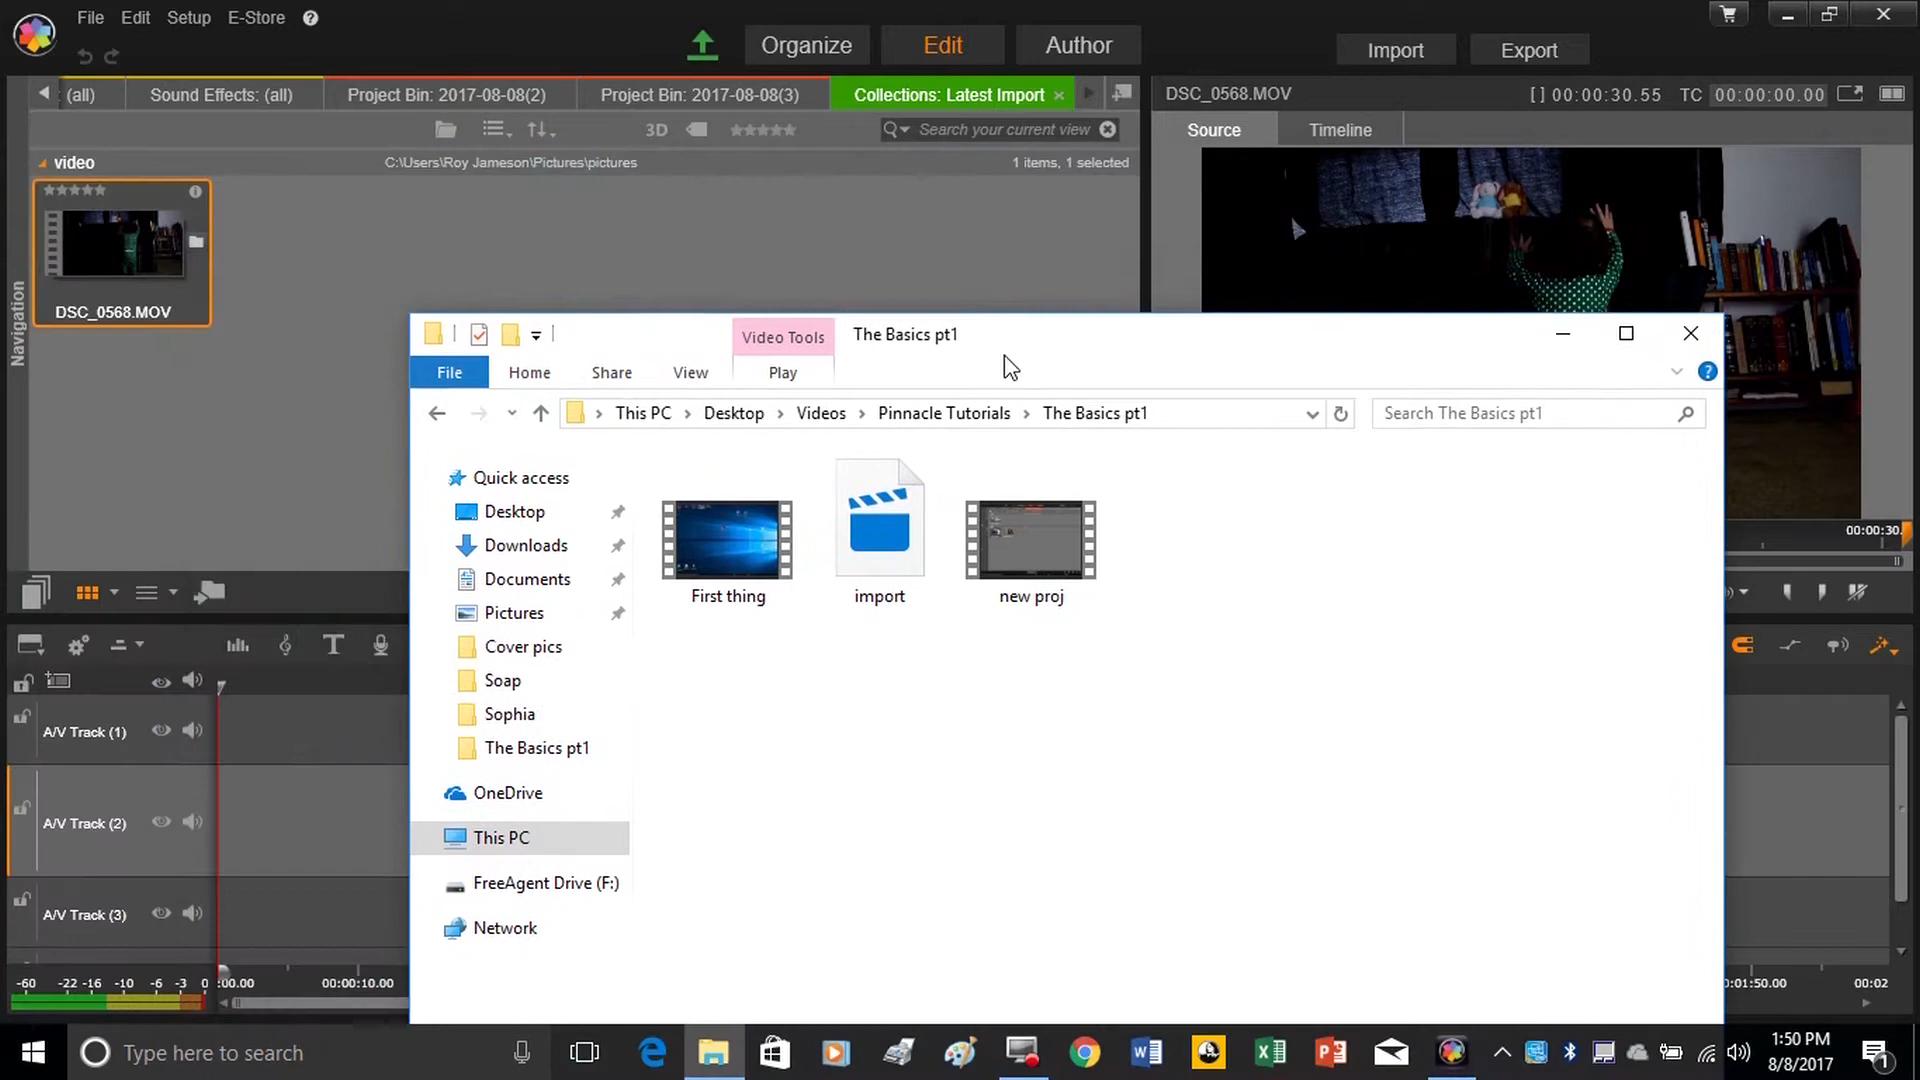 File Edit Setup E-Store ?
Organize Edit Author Import Export
(all) Sound Effects: (all) Project Bin: 2017-08-08(2) Project Bin: 2017-08-08(3) Collections: Latest Import ×
DSC_0568.MOV [ ] 00:00:30.55 TC 00:00:00.00
3D Search your current view
Source Timeline
video C:\Users\Roy Jameson\Pictures\pictures 1 items, 1 selected
DSC_0568.MOV
Navigation
Video Tools The Basics pt1
File Home Share View Play
This PC Desktop Videos Pinnacle Tutorials The Basics pt1 Search The Basics pt1
Quick access
Desktop
Downloads
Documents
Pictures
Cover pics
Soap
Sophia
The Basics pt1
OneDrive
This PC
FreeAgent Drive (F:)
Network
First thing import new proj
00:00:30.
A/V Track (1)
A/V Track (2)
A/V Track (3)
-60 -22 -16 -10 -6 -3 0 :00.00 00:00:10.00 0:01:50.00 00:02
Type here to search
1:50 PM
8/8/2017
1